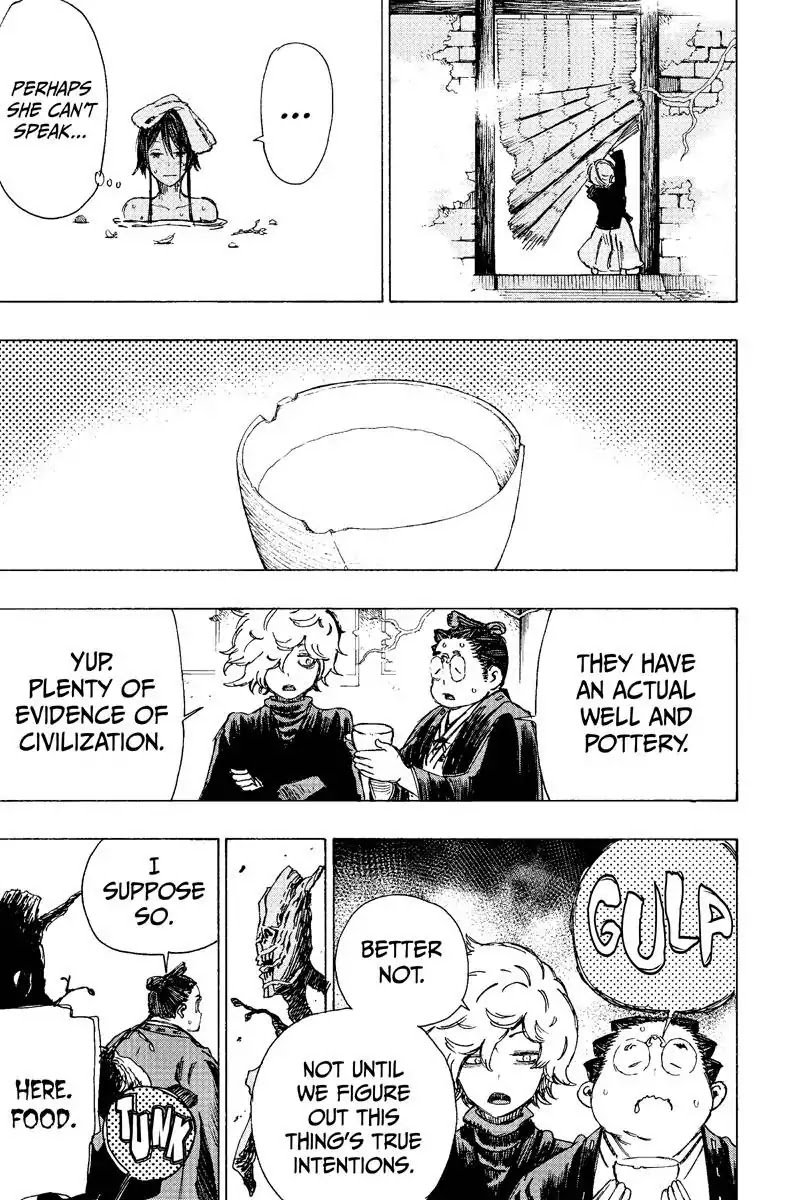 ...
PERHAPS
SHE CAN'T
SPEAK...
THEY HAVE
AN ACTUAL
WELL AND
POTTERY.
YUP.
PLENTY OF
EVIDENCE OF
CIVILIZATION.
GULP
BETTER
NOT.
NOT UNTIL
WE FIGURE
OUT THIS
THING'S TRUE
INTENTIONS.
I
SUPPOSE
SO.
TUNK
HERE.
FOOD.